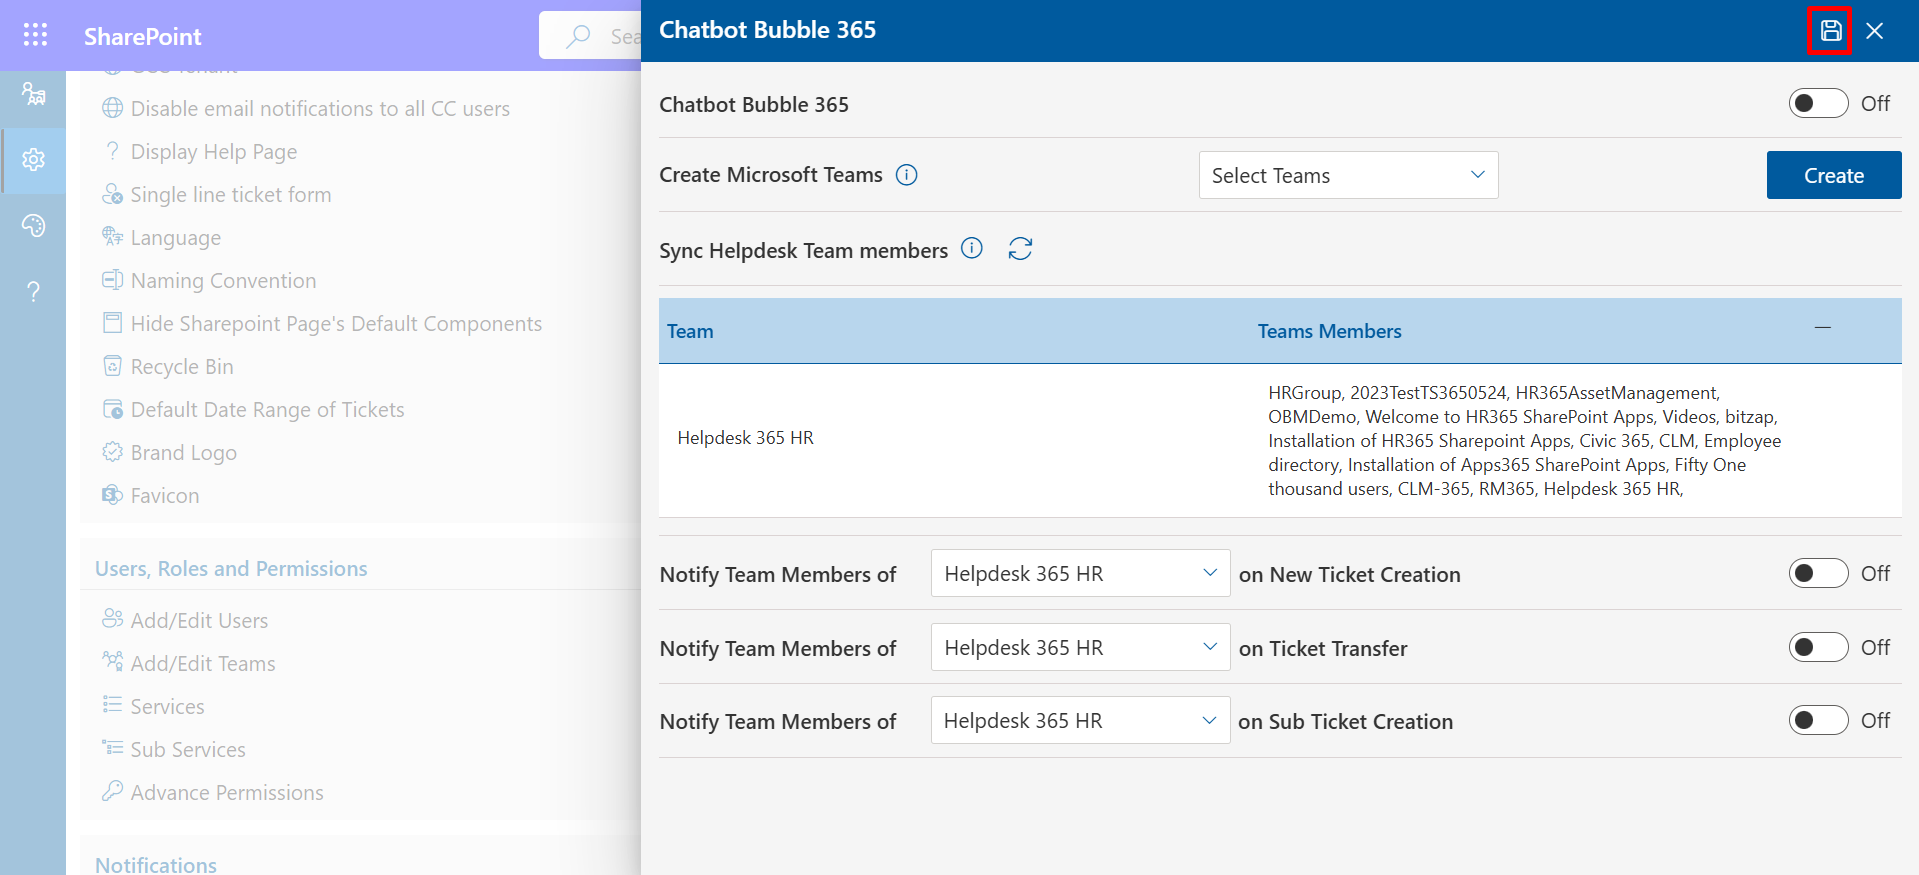 SharePoint
Sea
Disable email notifications to all CC users
Display Help Page
Single line ticket form
Language
Naming Convention
Hide Sharepoint Page's Default Components
Recycle Bin
Default Date Range of Tickets
Brand Logo
Favicon
Users, Roles and Permissions
Add/Edit Users
Add/Edit Teams
Services
Sub Services
Advance Permissions
Notifications
Chatbot Bubble 365
Chatbot Bubble 365
Off
Create Microsoft Teams
Select Teams
Create
Sync Helpdesk Team members
Team
Teams Members
Helpdesk 365 HR
HRGroup, 2023TestTS3650524, HR365AssetManagement,
OBMDemo, Welcome to HR365 SharePoint Apps, Videos, bitzap,
Installation of HR365 Sharepoint Apps, Civic 365, CLM, Employee
directory, Installation of Apps365 SharePoint Apps, Fifty One
thousand users, CLM-365, RM365, Helpdesk 365 HR,
Notify Team Members of Helpdesk 365 HR on New Ticket Creation Off
Notify Team Members of Helpdesk 365 HR on Ticket Transfer Off
Notify Team Members of Helpdesk 365 HR on Sub Ticket Creation Off